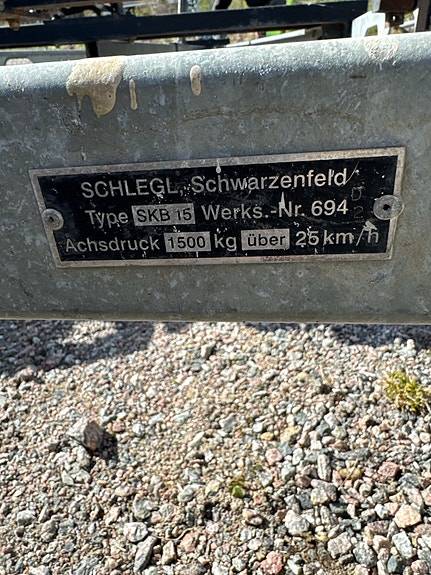 SCHLEGL, Schwarzenfeld
Type SKB 15 Werks.-Nr. 694
Achsdruck 1500 kg über 25 km/h